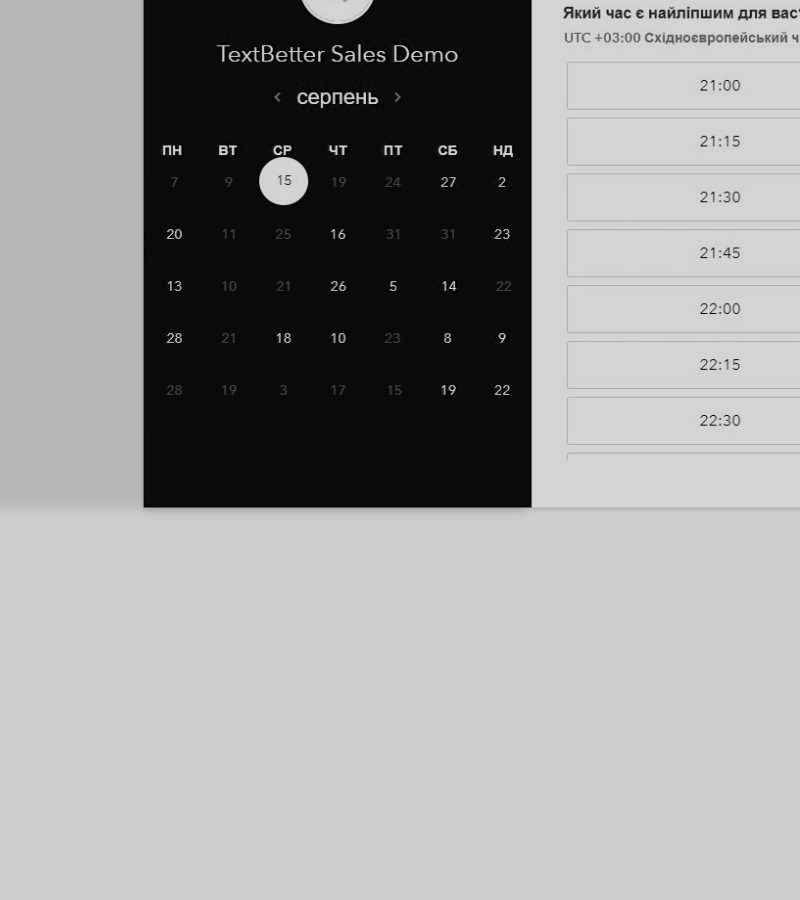 TextBetter Sales Demo
‹ серпень ›
ПН ВТ СР ЧТ ПТ СБ НД
7 9 15 19 24 27 2
20 11 25 16 31 31 23
13 10 21 26 5 14 22
28 21 18 10 23 8 9
28 19 3 17 15 19 22
Який час є найліпшим для вас?
UTC +03:00 Східноєвропейський ч
21:00
21:15
21:30
21:45
22:00
22:15
22:30